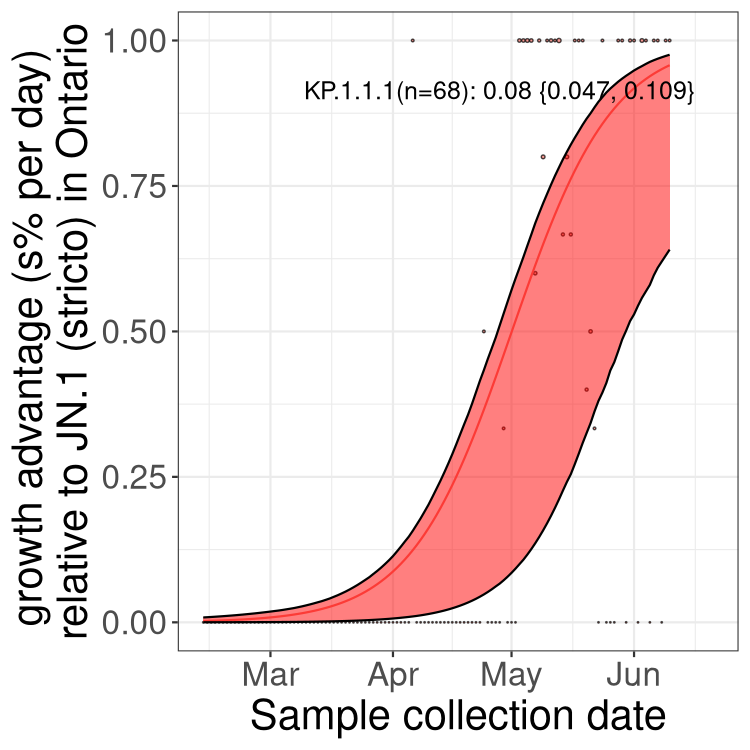 growth advantage (s% per day)
relative to JN.1 (stricto) in Ontario
1.00
0.75
0.50
0.25
0.00
KP.1.1.1(n=68): 0.08 {0.047, 0.109}
Mar Apr May Jun
Sample collection date